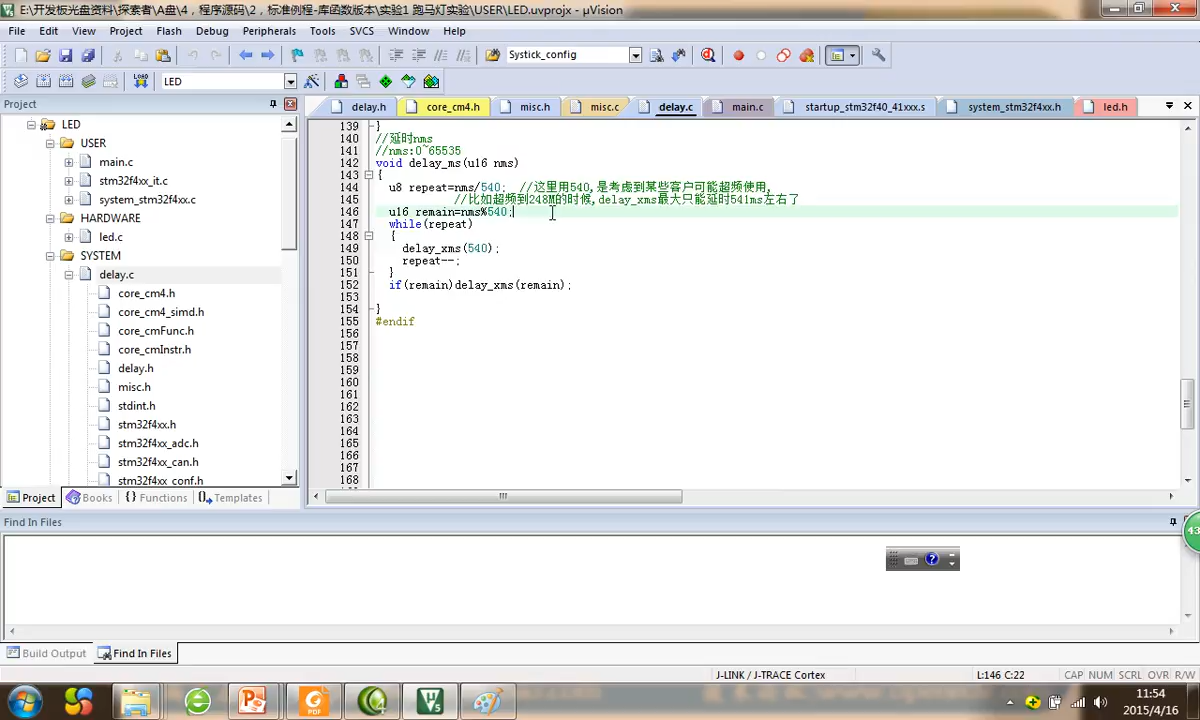 E:\开发板光盘资料\探索者\A盘\4，程序源码\2，标准例程-库函数版本\实验1 跑马灯实验\USER\LED.uvprojx - µVision
File Edit View Project Flash Debug Peripherals Tools SVCS Window Help
Systick_config
LOAD LED
Project
delay.h core_cm4.h misc.h misc.c delay.c main.c startup_stm32f40_41xxx.s system_stm32f4xx.h led.h
LED
USER
main.c
stm32f4xx_it.c
system_stm32f4xx.c
HARDWARE
led.c
SYSTEM
delay.c
core_cm4.h
core_cm4_simd.h
core_cmFunc.h
core_cmInstr.h
delay.h
misc.h
stdint.h
stm32f4xx.h
stm32f4xx_adc.h
stm32f4xx_can.h
stm32f4xx_conf.h
139 }
140 //延时nms
141 //nms:0~65535
142 void delay_ms(u16 nms)
143 {
144 u8 repeat=nms/540; //这里用540,是考虑到某些客户可能超频使用,
145 //比如超频到248M的时候,delay_xms最大只能延时541ms左右了
146 u16 remain=nms%540;
147 while(repeat)
148 {
149 delay_xms(540);
150 repeat--;
151 }
152 if(remain)delay_xms(remain);
153
154 }
155 #endif
156
157
158
159
160
161
162
163
164
165
166
167
168
Project Books {} Functions Templates
Find In Files
43
Build Output Find In Files
J-LINK / J-TRACE Cortex L:146 C:22 CAP NUM SCRL OVR R/W
11:54
2015/4/16